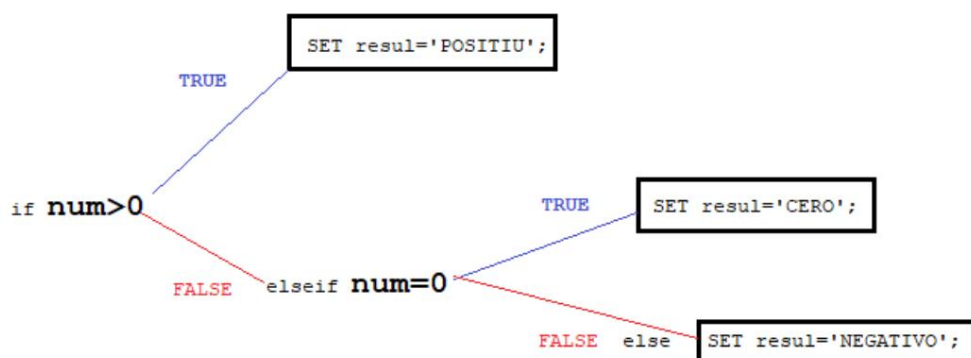 SET resul='POSITIU';
TRUE
if num>0
TRUE
SET resul='CERO';
FALSE
elseif num=0
FALSE else
SET resul='NEGATIVO';